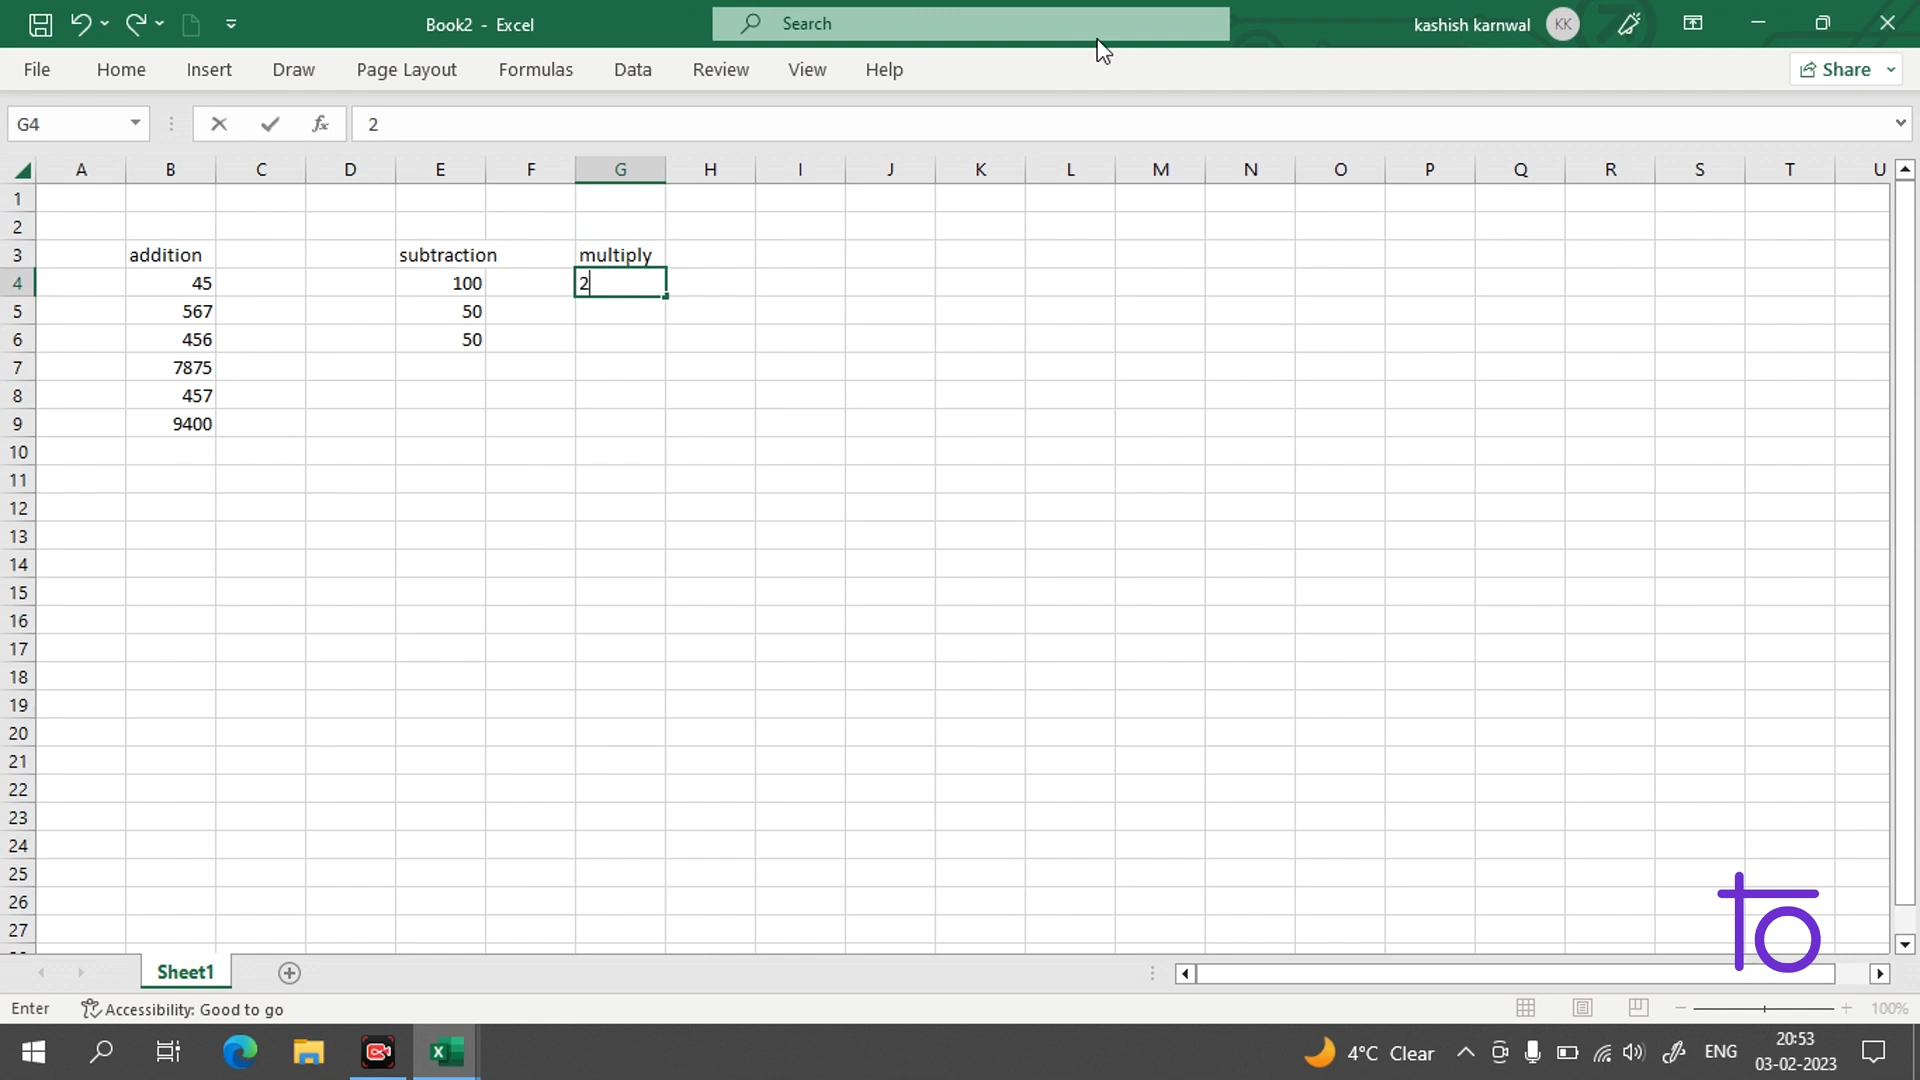 Book2 - Excel
Search
kashish karnwal
KK
File Home Insert Draw Page Layout Formulas Data Review View Help
Share
G4
fx
2
A B C D E F G H I J K L M N O P Q R S T U
1
2
3 addition subtraction multiply
4 45 100 2
5 567 50
6 456 50
7 7875
8 457
9 9400
10
11
12
13
14
15
16
17
18
19
20
21
22
23
24
25
26
27
Sheet1
Enter Accessibility: Good to go 100%
4°C Clear ENG 20:53
03-02-2023